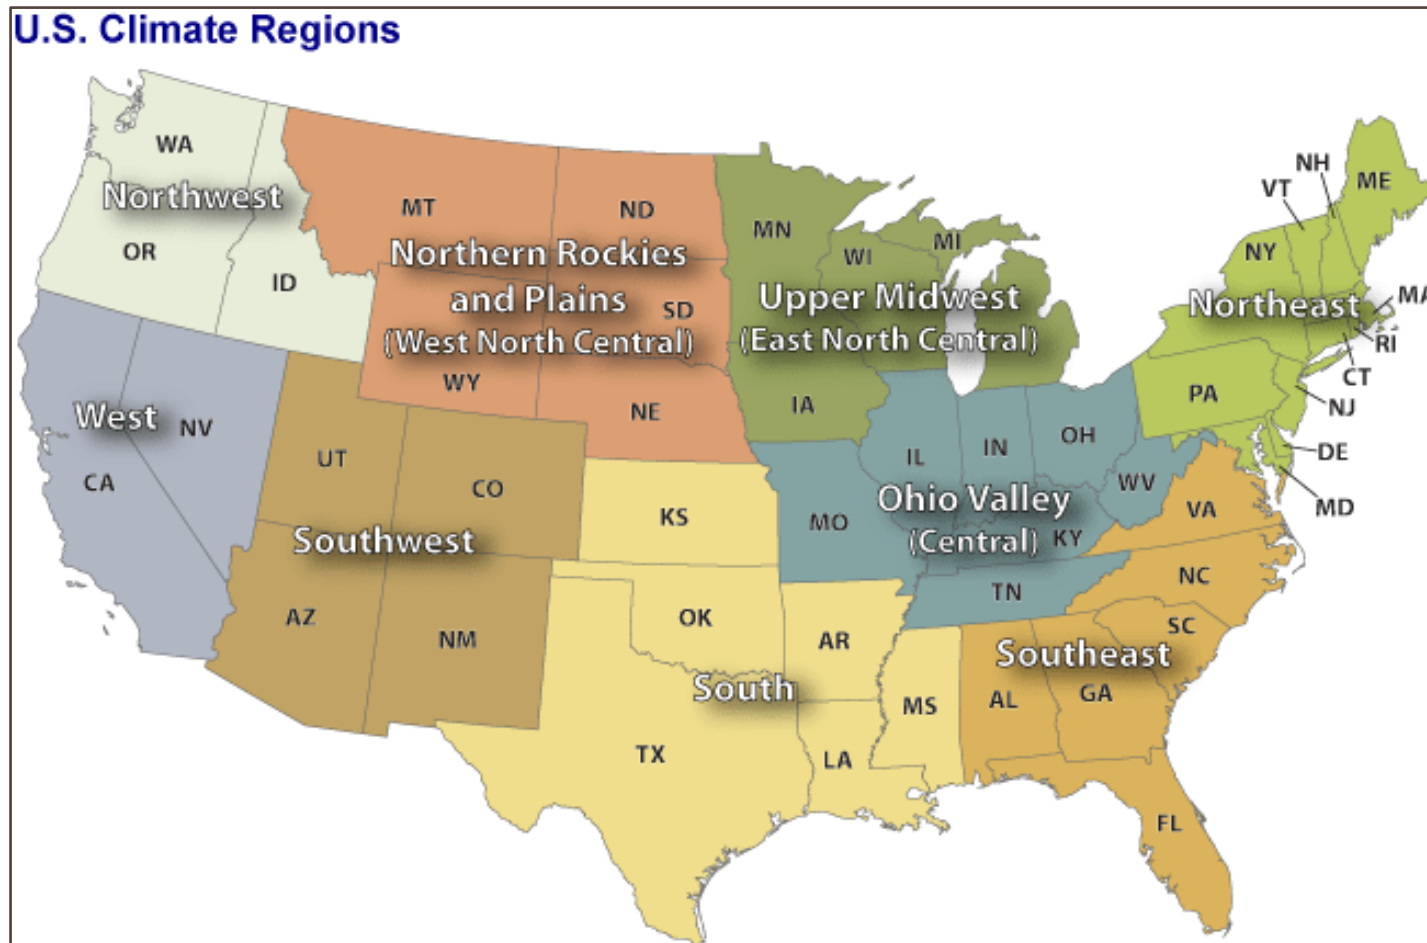 U.S. Climate Regions
WA
Northwest
OR
ID
MT
ND
Northern Rockies
and Plains
SD
(West North Central)
WY
NE
MN
WI
MI
Upper Midwest
(East North Central)
IA
NH
VT
ME
NY
Northeast
MA
RI
CT
PA
NJ
DE
MD
West
NV
CA
UT
CO
Southwest
AZ
NM
KS
OK
AR
South
TX
LA
MS
IL
IN
OH
WV
Ohio Valley
MO
(Central)
KY
TN
VA
NC
SC
Southeast
AL
GA
FL